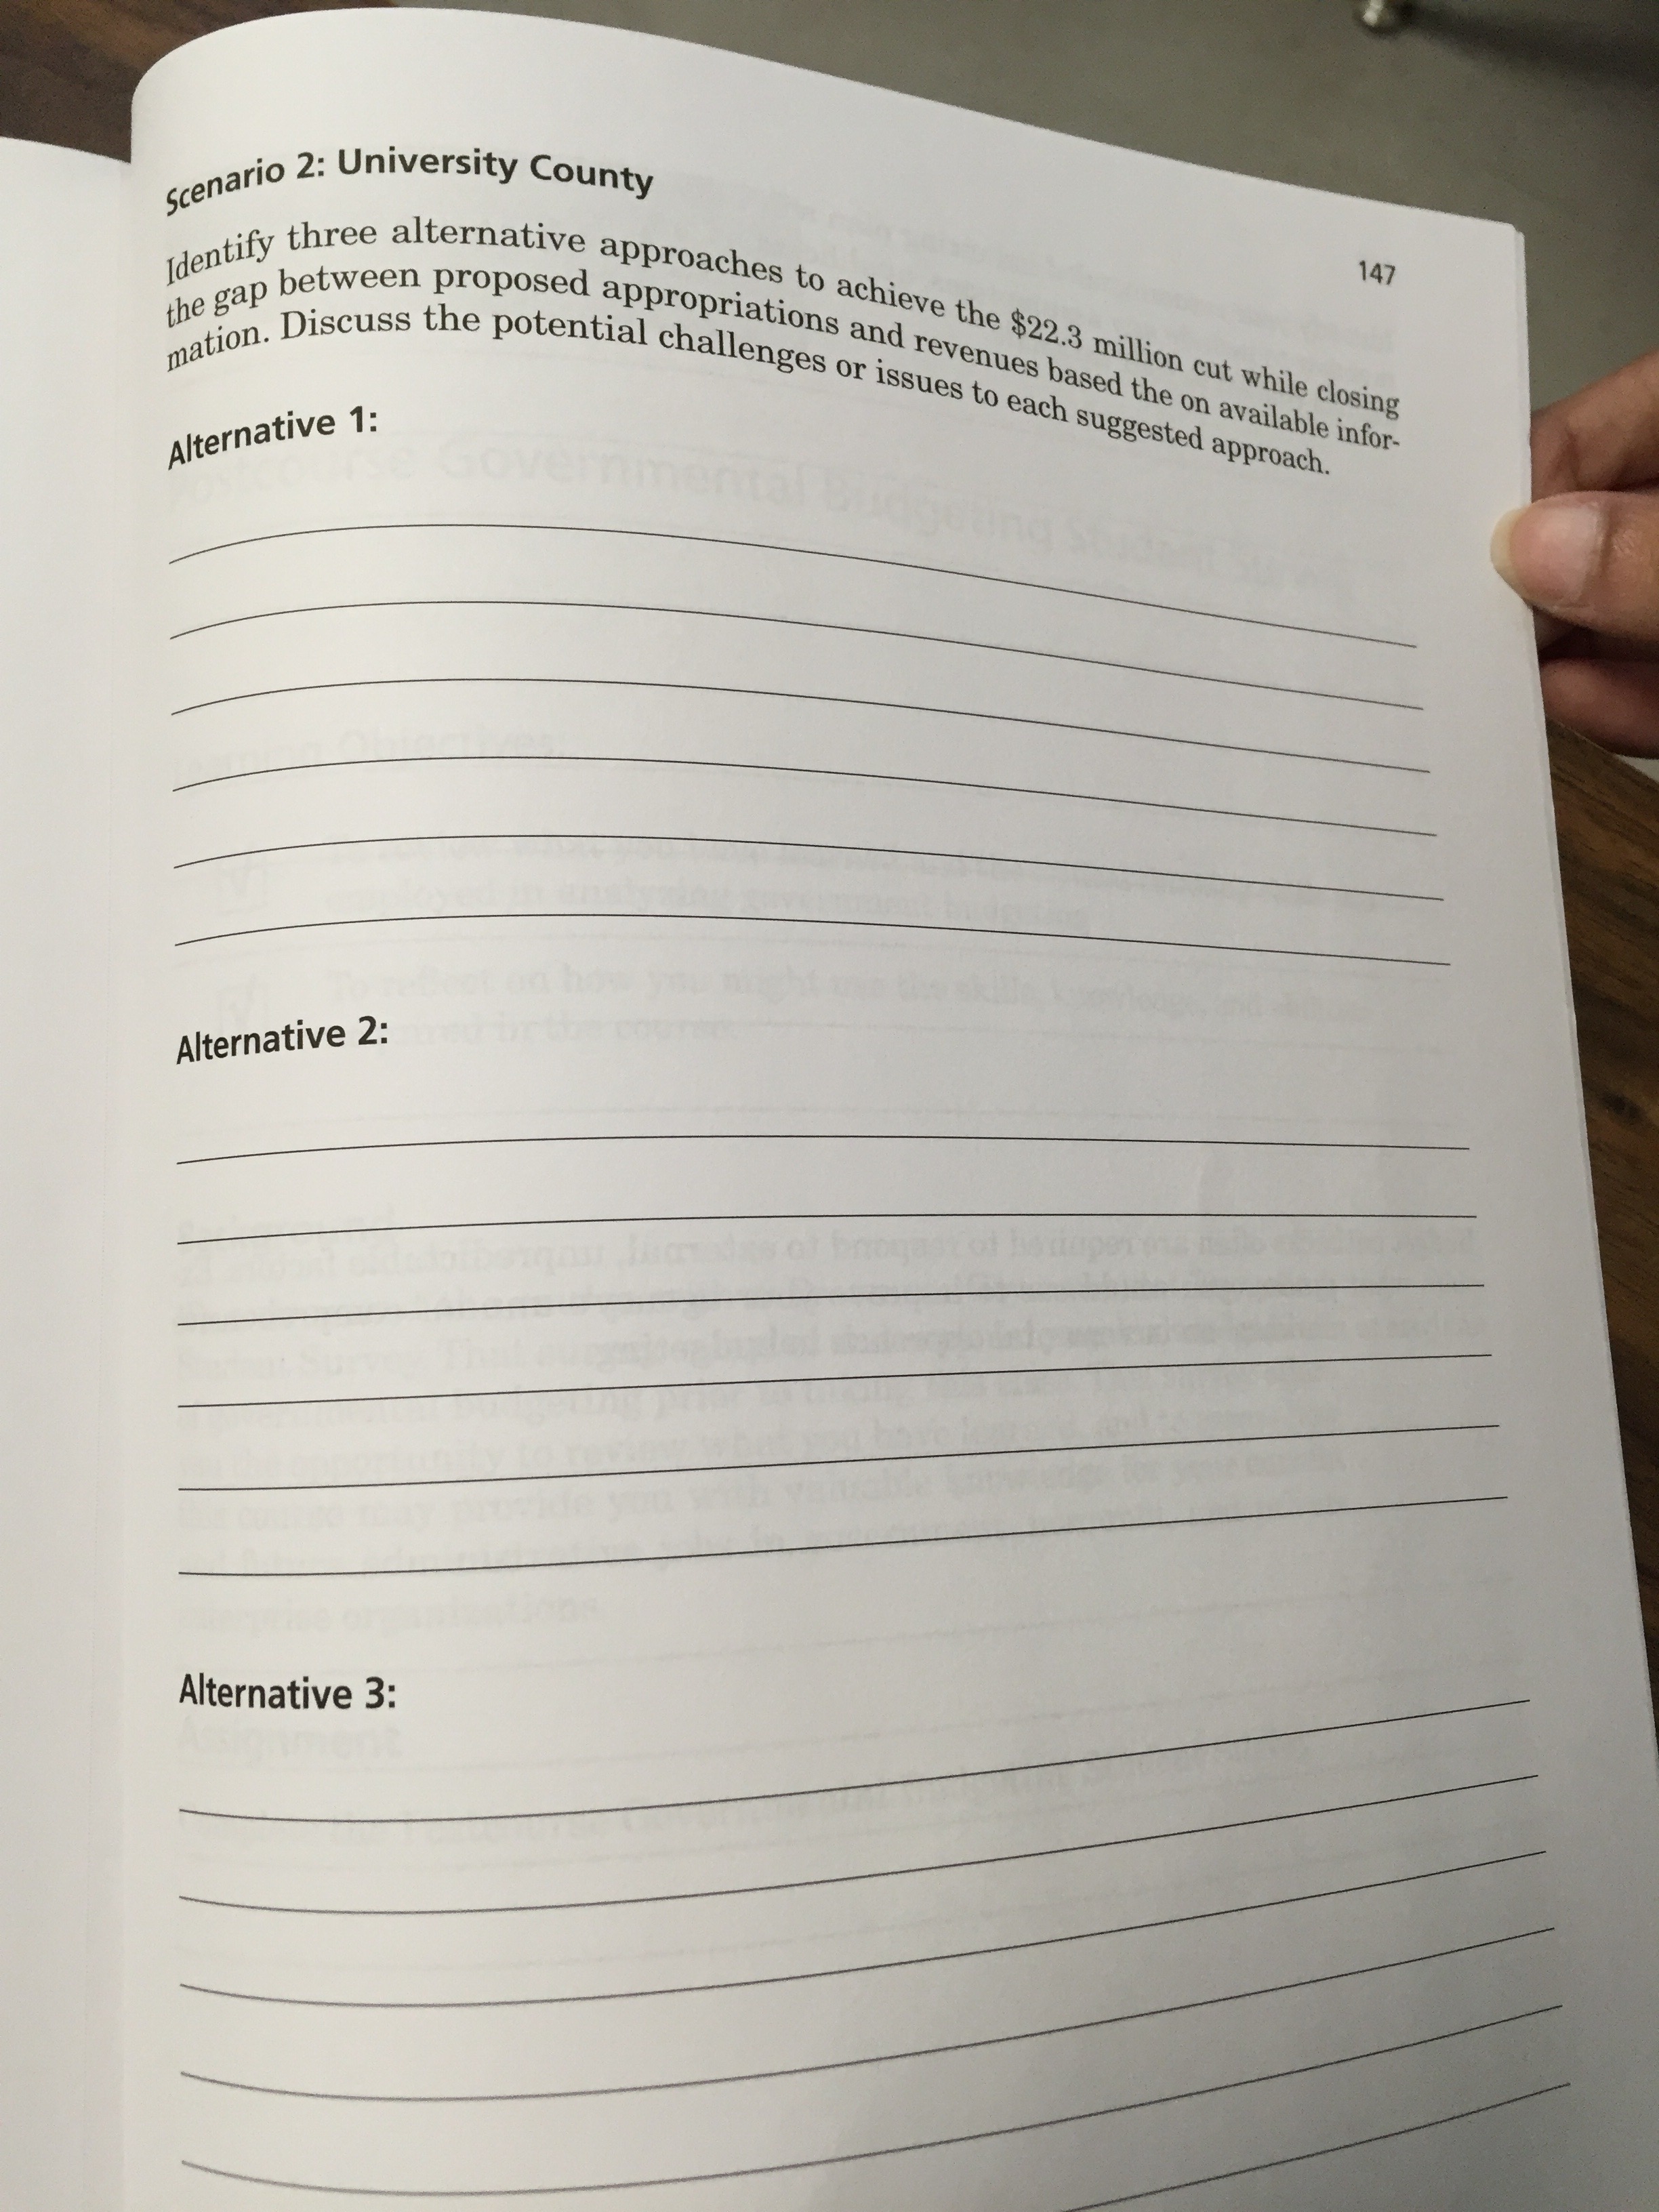 147
Scenario 2: University County
Identify three alternative approaches to achieve the $22.3 million cut while closing
the gap between proposed appropriations and revenues based the on available infor-
mation. Discuss the potential challenges or issues to each suggested approach.
Alternative 1:
Alternative 2:
Alternative 3: